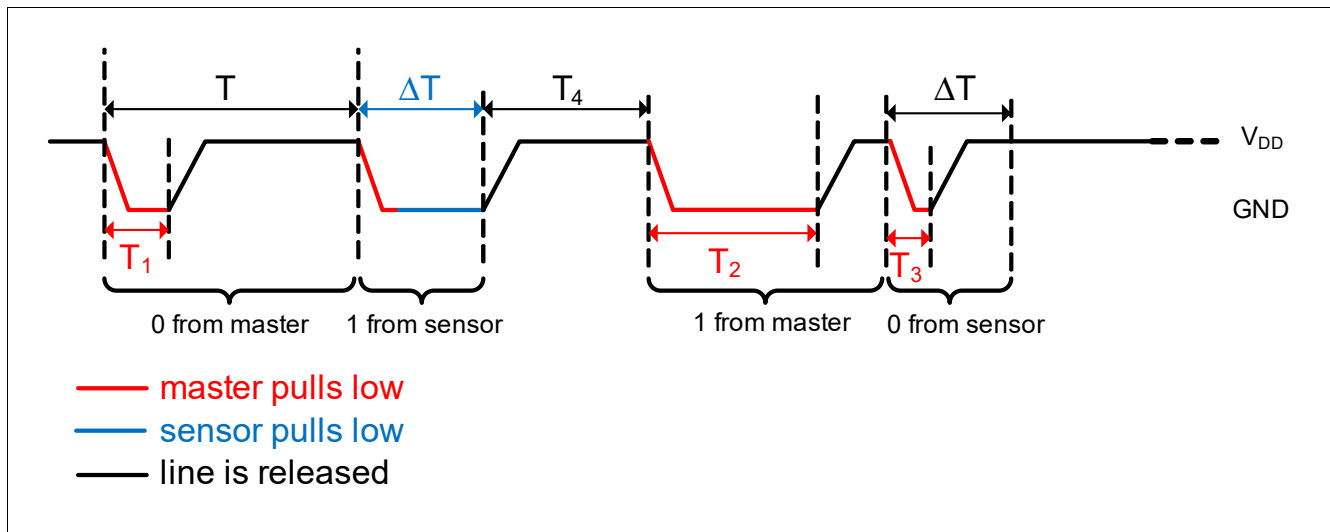 T ΔT T4 ΔT
VDD
GND
T1 T2 T3
0 from master 1 from sensor 1 from master 0 from sensor
master pulls low
sensor pulls low
line is released